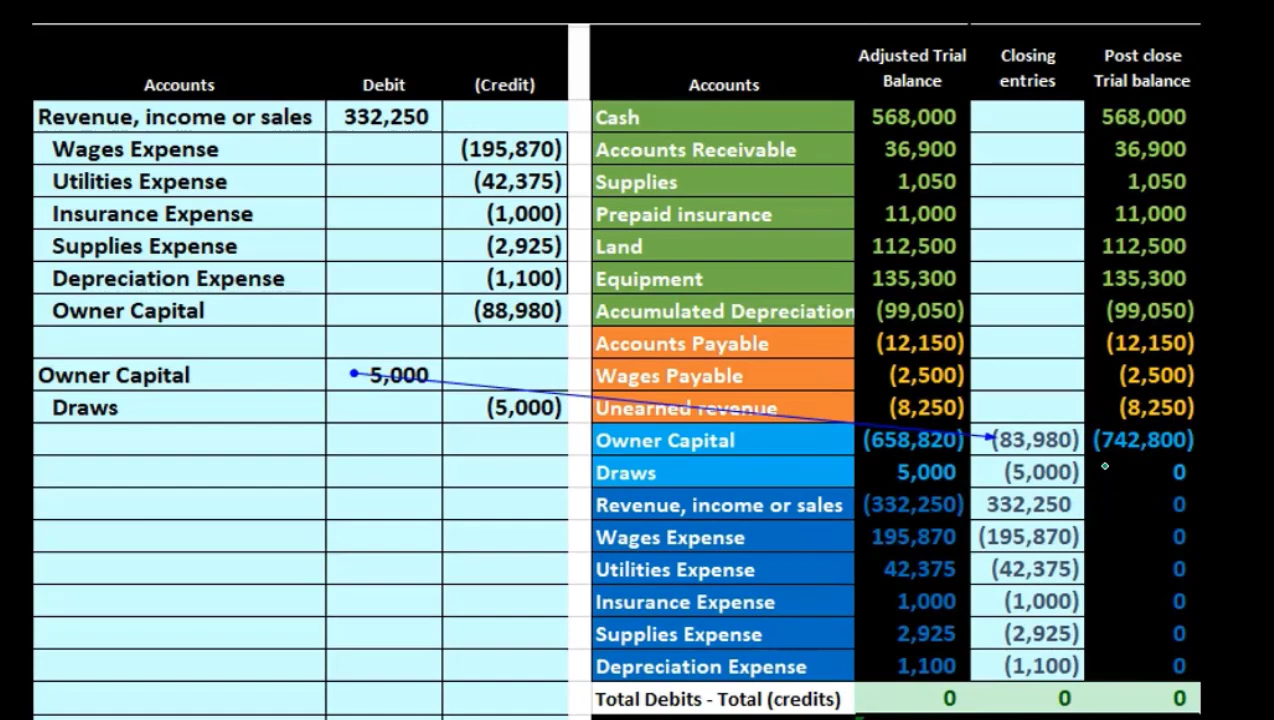 Accounts Debit (Credit)
Revenue, income or sales 332,250
Wages Expense (195,870)
Utilities Expense (42,375)
Insurance Expense (1,000)
Supplies Expense (2,925)
Depreciation Expense (1,100)
Owner Capital (88,980)
Owner Capital 5,000
Draws (5,000)
Accounts Adjusted Trial Balance Closing entries Post close Trial balance
Cash 568,000 568,000
Accounts Receivable 36,900 36,900
Supplies 1,050 1,050
Prepaid insurance 11,000 11,000
Land 112,500 112,500
Equipment 135,300 135,300
Accumulated Depreciation (99,050) (99,050)
Accounts Payable (12,150) (12,150)
Wages Payable (2,500) (2,500)
Unearned revenue (8,250) (8,250)
Owner Capital (658,820) (83,980) (742,800)
Draws 5,000 (5,000) 0
Revenue, income or sales (332,250) 332,250 0
Wages Expense 195,870 (195,870) 0
Utilities Expense 42,375 (42,375) 0
Insurance Expense 1,000 (1,000) 0
Supplies Expense 2,925 (2,925) 0
Depreciation Expense 1,100 (1,100) 0
Total Debits - Total (credits) 0 0 0